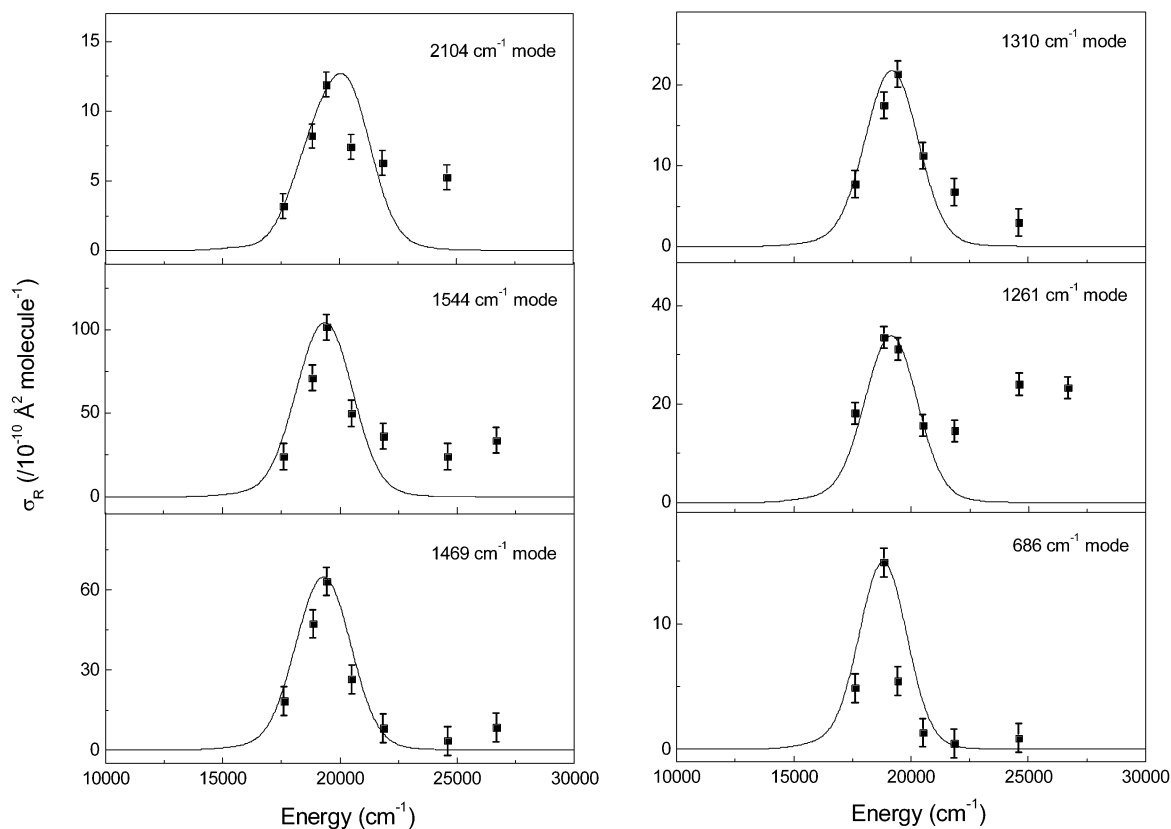 σR (/10-10 Å2 molecule-1)
2104 cm-1 mode
15
10
5
0
1544 cm-1 mode
100
50
0
1469 cm-1 mode
60
30
0
10000 15000 20000 25000 30000
Energy (cm-1)
1310 cm-1 mode
20
10
0
1261 cm-1 mode
40
20
0
686 cm-1 mode
10
0
10000 15000 20000 25000 30000
Energy (cm-1)